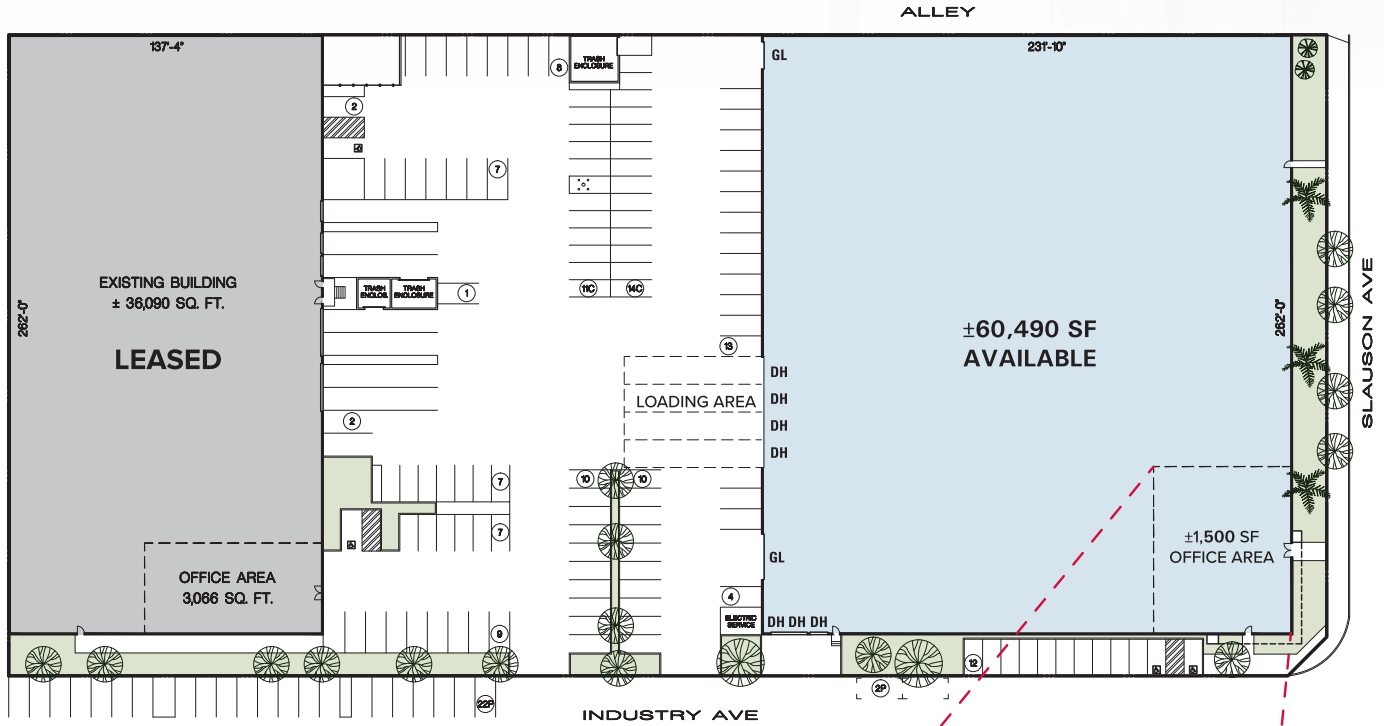 ALLEY
137'-4"
231'-10"
GL
TRASH
ENCLOSURE
8
2
7
EXISTING BUILDING
± 36,090 SQ. FT.
LEASED
262'-0"
TRASH
ENCLOS.
TRASH
ENCLOSURE
1
11C
14C
13
±60,490 SF
AVAILABLE
262'-0"
SLAUSON AVE
DH
DH
DH
DH
LOADING AREA
2
7
10
10
7
±1,500 SF
OFFICE AREA
GL
OFFICE AREA
3,066 SQ. FT.
4
ELECTRIC
SERVICE
DH DH DH
9
12
2P
22P
INDUSTRY AVE